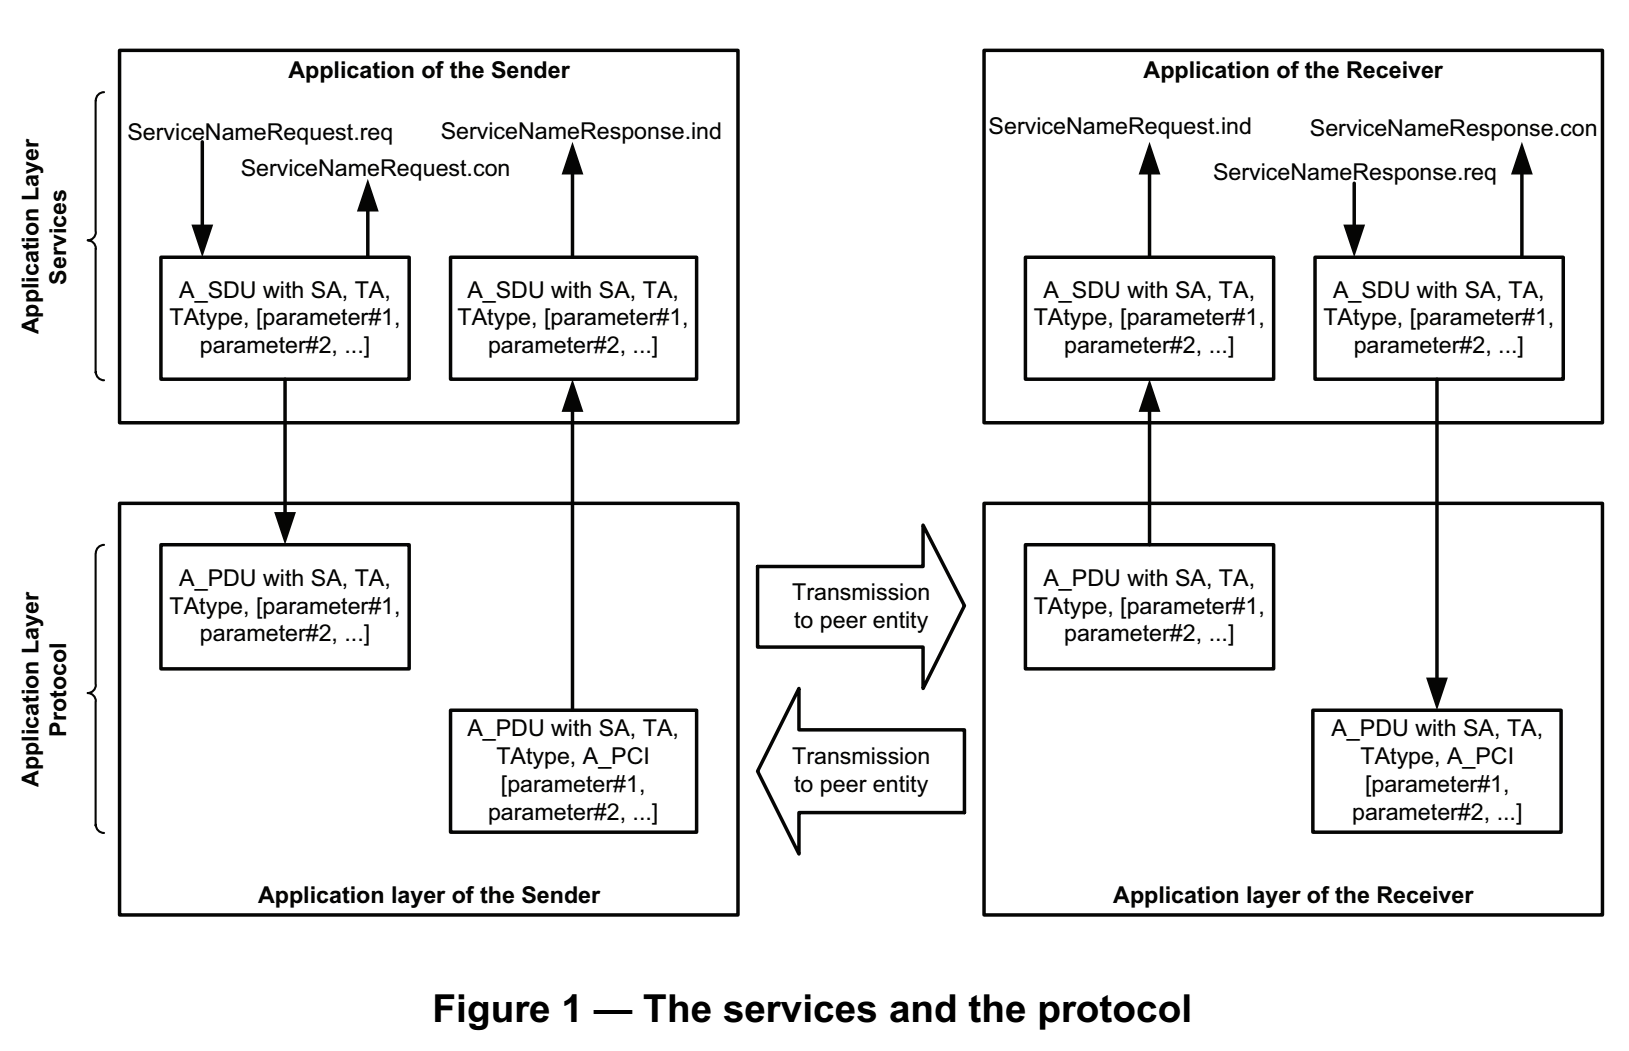 Application of the Sender
Application of the Receiver
Application Layer
Services
ServiceNameRequest.req
ServiceNameResponse.ind
ServiceNameRequest.con
ServiceNameRequest.ind
ServiceNameResponse.con
ServiceNameResponse.req
A_SDU with SA, TA,
TAtype, [parameter#1,
parameter#2, ...]
A_SDU with SA, TA,
TAtype, [parameter#1,
parameter#2, ...]
A_SDU with SA, TA,
TAtype, [parameter#1,
parameter#2, ...]
A_SDU with SA, TA,
TAtype, [parameter#1,
parameter#2, ...]
Application Layer
Protocol
A_PDU with SA, TA,
TAtype, [parameter#1,
parameter#2, ...]
Transmission
to peer entity
A_PDU with SA, TA,
TAtype, [parameter#1,
parameter#2, ...]
A_PDU with SA, TA,
TAtype, A_PCI
[parameter#1,
parameter#2, ...]
Transmission
to peer entity
A_PDU with SA, TA,
TAtype, A_PCI
[parameter#1,
parameter#2, ...]
Application layer of the Sender
Application layer of the Receiver
Figure 1 — The services and the protocol